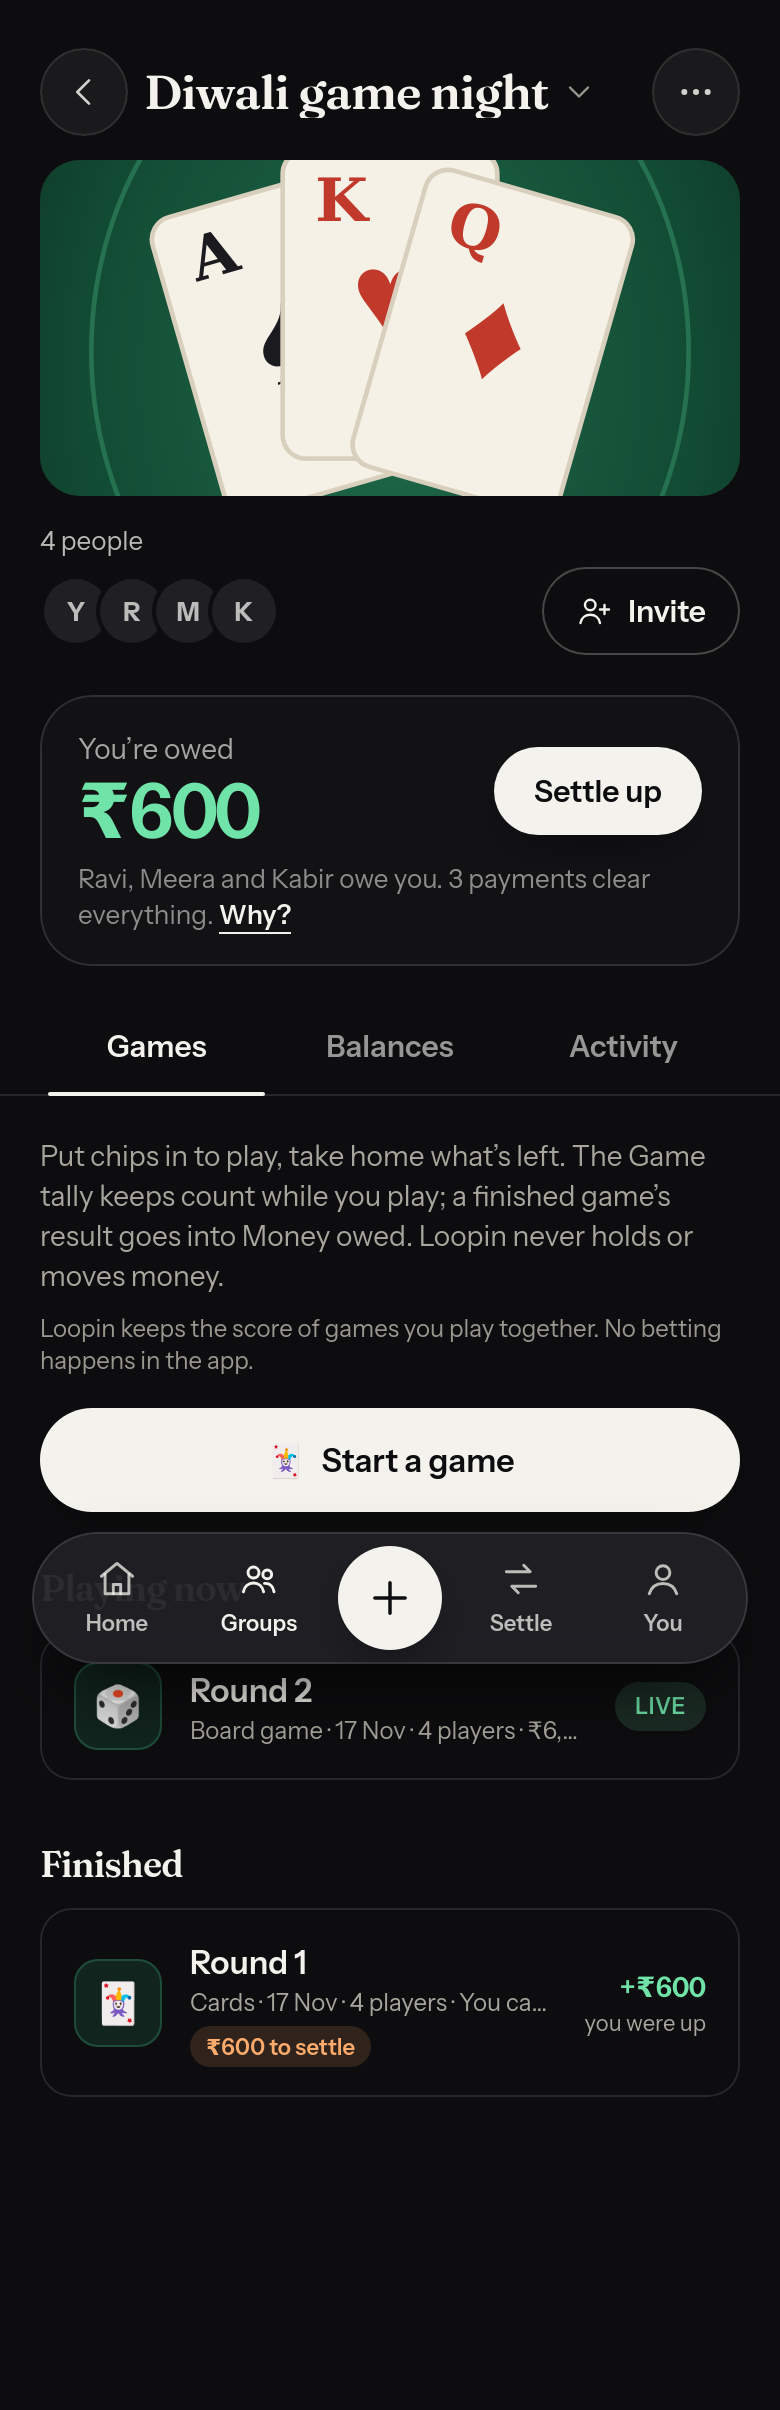 Diwali game night
A
K
Q
4 people
Y R M K
Invite
You're owed
₹600
Settle up
Ravi, Meera and Kabir owe you. 3 payments clear
everything. Why?
Games
Balances
Activity
Put chips in to play, take home what's left. The Game
tally keeps count while you play; a finished game's
result goes into Money owed. Loopin never holds or
moves money.
Loopin keeps the score of games you play together. No betting
happens in the app.
Start a game
Playing now
Home
Groups
Settle
You
Round 2
Board game · 17 Nov · 4 players · ₹6,...
LIVE
Finished
Round 1
Cards · 17 Nov · 4 players · You ca...
₹600 to settle
+₹600
you were up